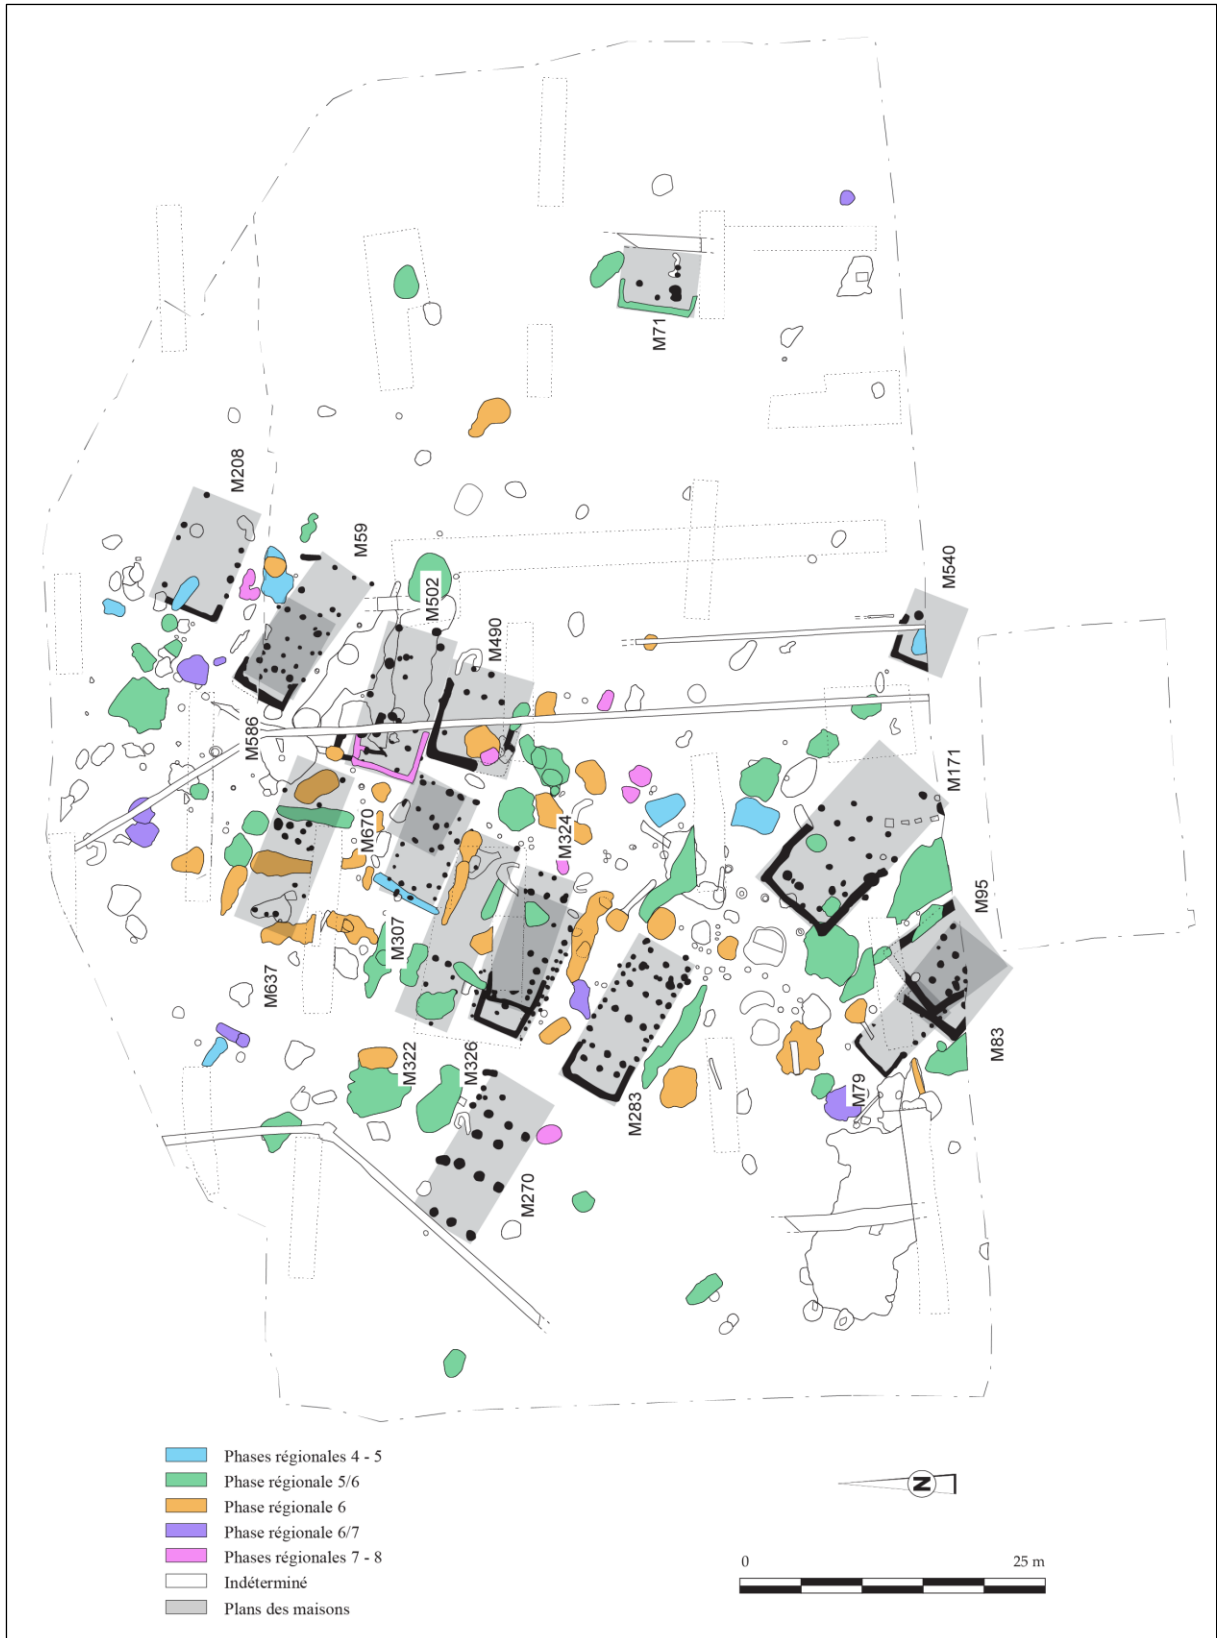 M71
M208
M59
M540
M502
M490
M586
M171
M670
M324
M95
M307
M637
M83
M322
M326
M79
M283
M270
Phases régionales 4 - 5
Phase régionale 5/6
Phase régionale 6
Phase régionale 6/7
Phases régionales 7 - 8
Indéterminé
Plans des maisons
N
0 25 m